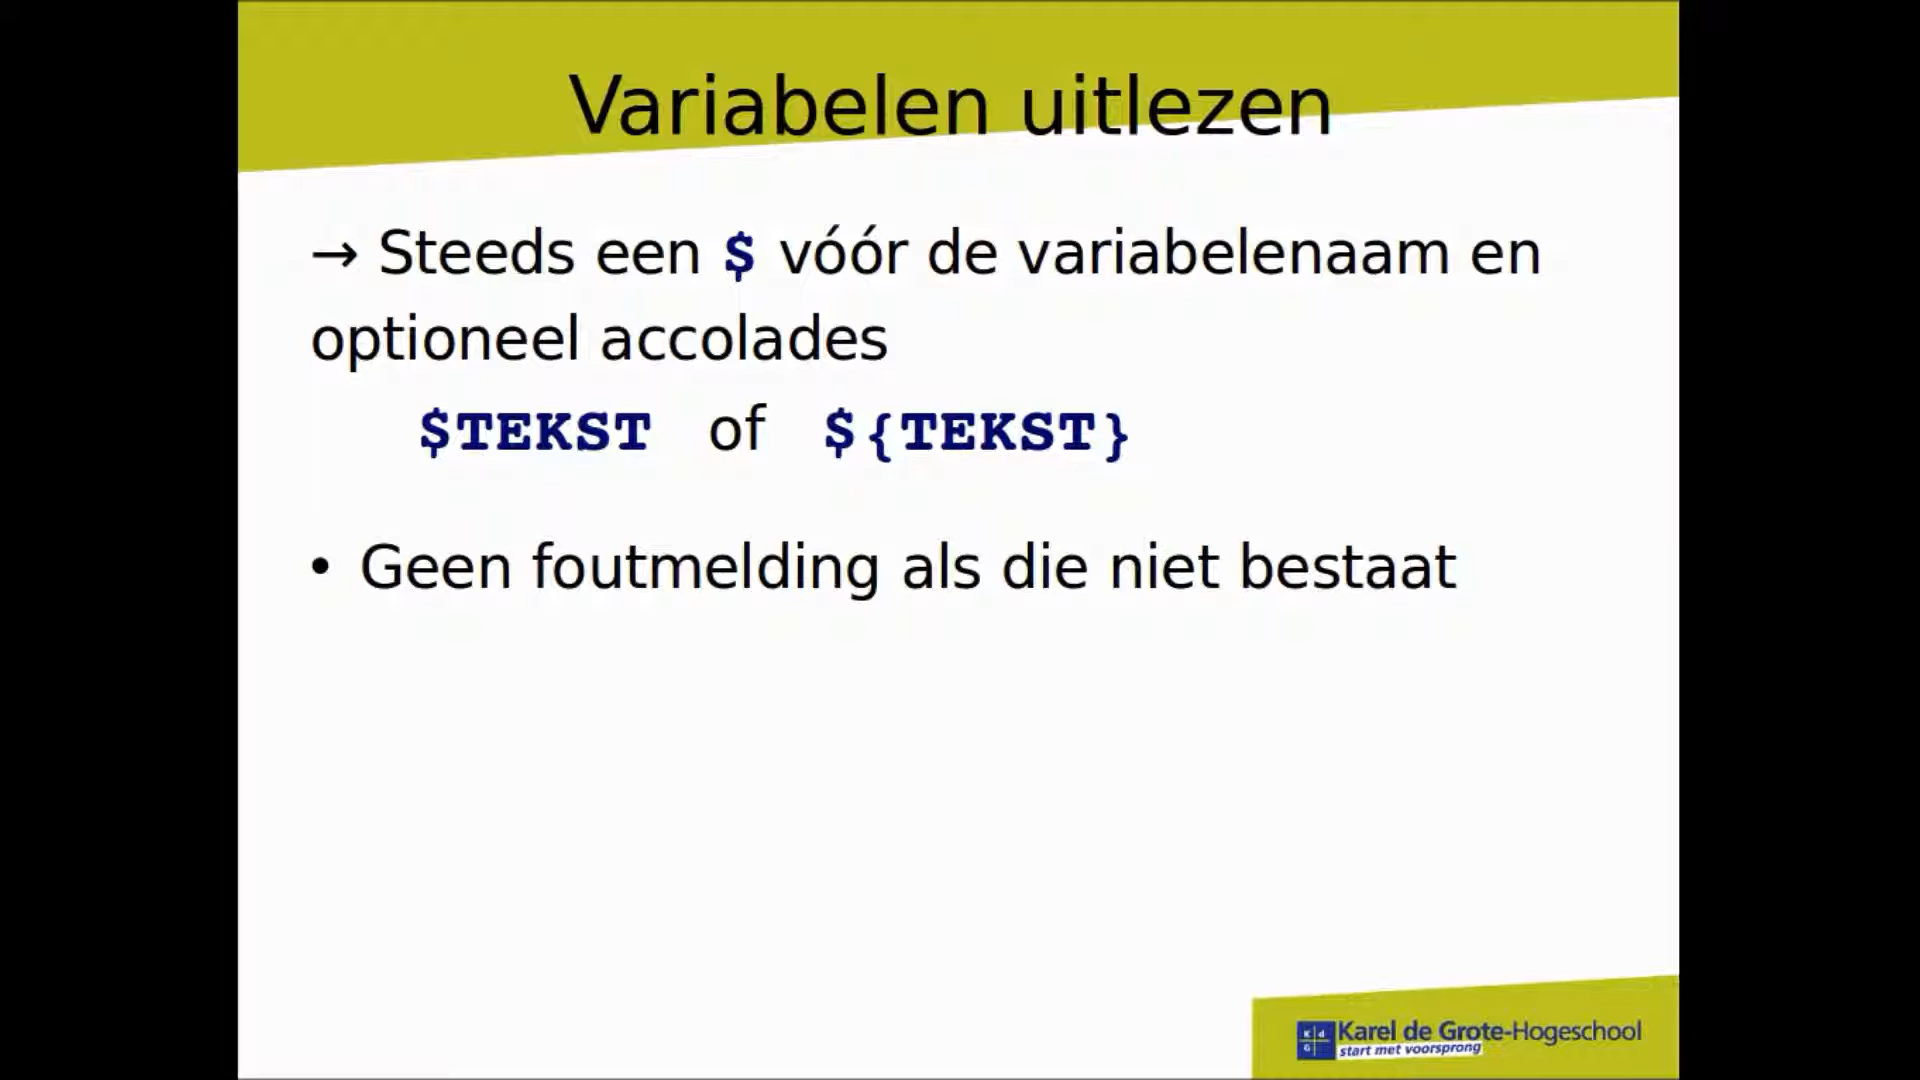 Variabelen uitlezen
→ Steeds een $ vóór de variabelenaam en
optioneel accolades
$TEKST of ${TEKST}
• Geen foutmelding als die niet bestaat
K d G Karel de Grote-Hogeschool
start met voorsprong